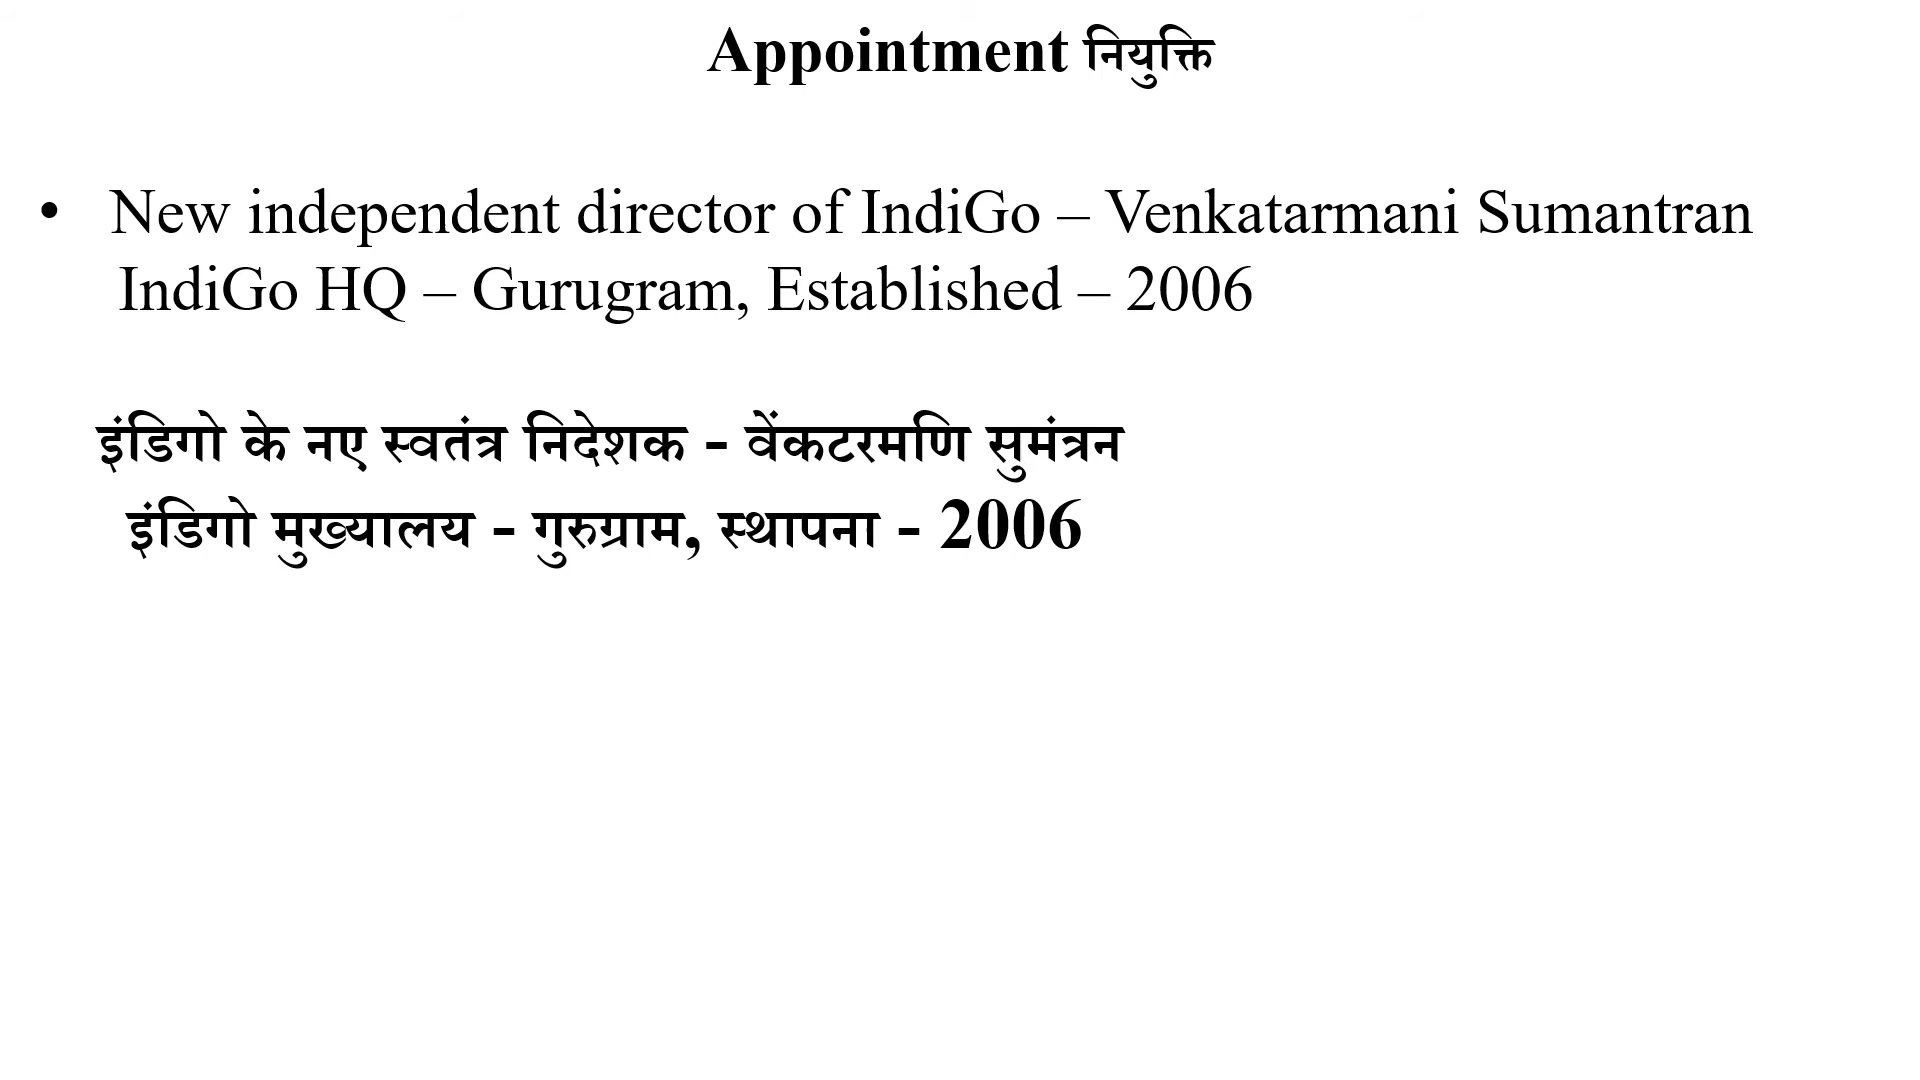 Appointment नियुक्ति
• New independent director of IndiGo – Venkatarmani Sumantran
IndiGo HQ – Gurugram, Established – 2006
इंडिगो के नए स्वतंत्र निदेशक - वेंकटरमणि सुमंत्रन
इंडिगो मुख्यालय - गुरुग्राम, स्थापना - 2006